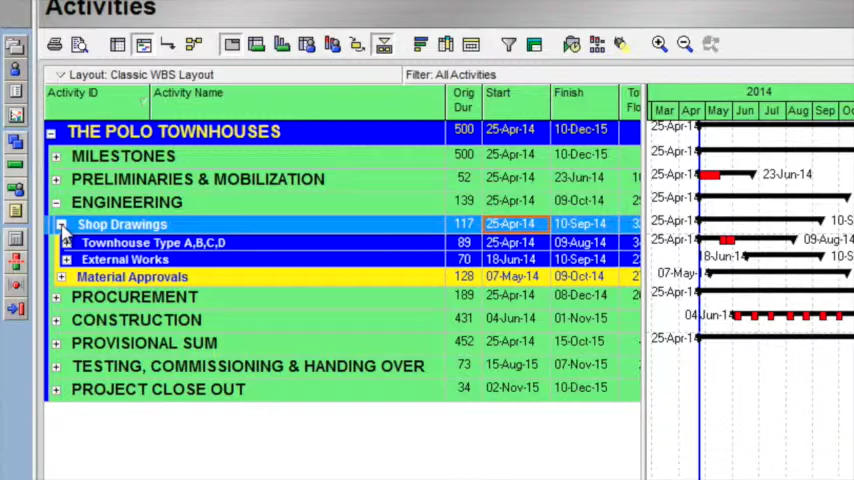 Activities
Layout: Classic WBS Layout Filter: All Activities
Activity ID Activity Name Orig Dur Start Finish 2014
Mar Apr May Jun Jul Aug Sep
THE POLO TOWNHOUSES 500 25-Apr-14 10-Dec-15 25-Apr-14
MILESTONES 500 25-Apr-14 10-Dec-15 25-Apr-14
PRELIMINARIES & MOBILIZATION 52 25-Apr-14 23-Jun-14 25-Apr-14 23-Jun-14
ENGINEERING 139 25-Apr-14 09-Oct-14 25-Apr-14
Shop Drawings 117 25-Apr-14 10-Sep-14 25-Apr-14
Townhouse Type A,B,C,D 89 25-Apr-14 09-Aug-14 25-Apr-14 09-Aug-14
External Works 70 18-Jun-14 10-Sep-14 18-Jun-14
Material Approvals 128 07-May-14 09-Oct-14
PROCUREMENT 189 25-Apr-14 08-Dec-14 25-Apr-14
CONSTRUCTION 431 04-Jun-14 01-Nov-15 04-Jun-14
PROVISIONAL SUM 452 25-Apr-14 15-Oct-15 25-Apr-14
TESTING, COMMISSIONING & HANDING OVER 73 15-Aug-15 07-Nov-15
PROJECT CLOSE OUT 34 02-Nov-15 10-Dec-15